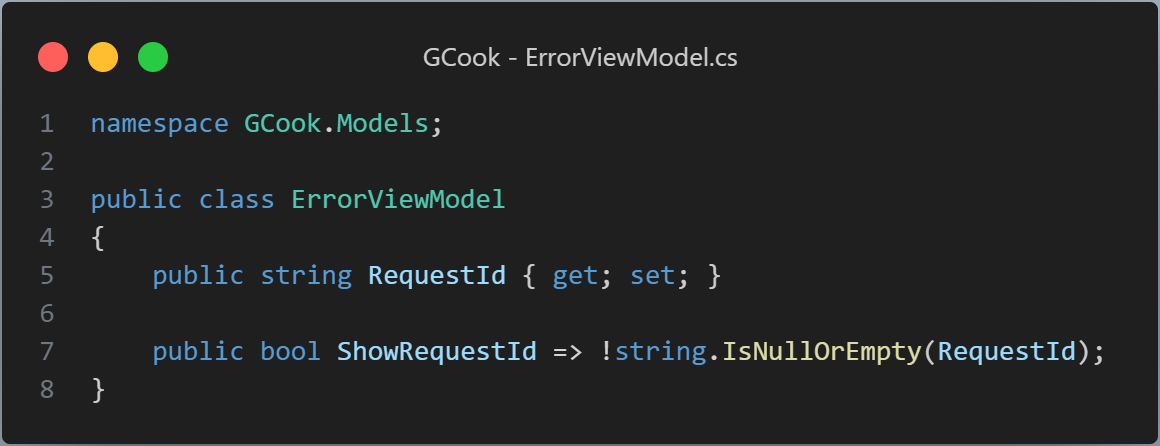 GCook - ErrorViewModel.cs
1 namespace GCook.Models;
2
3 public class ErrorViewModel
4 {
5     public string RequestId { get; set; }
6
7     public bool ShowRequestId => !string.IsNullOrEmpty(RequestId);
8 }